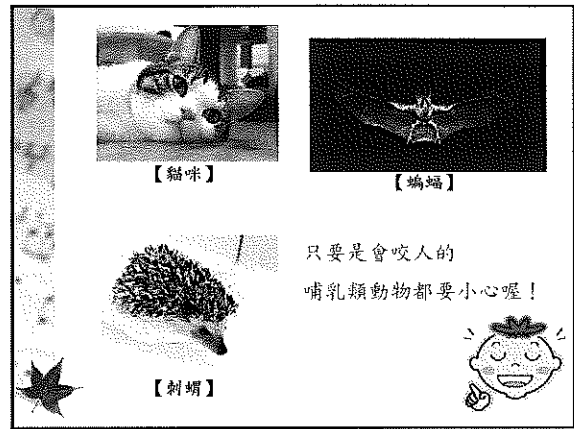 【貓咪】
【蝙蝠】
只要是會咬人的
哺乳類動物都要小心喔！
【刺蝟】